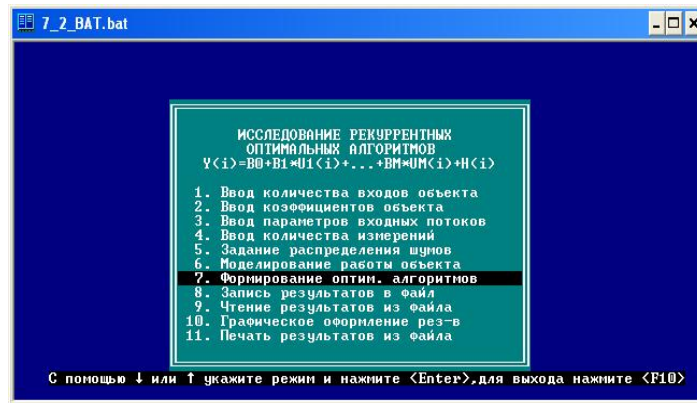 7_2_BAT.bat
ИССЛЕДОВАНИЕ РЕКУРРЕНТНЫХ
ОПТИМАЛЬНЫХ АЛГОРИТМОВ
Y(i)=B0+B1*U1(i)+...+BM*UM(i)+H(i)
1. Ввод количества входов объекта
2. Ввод коэффициентов объекта
3. Ввод параметров входных потоков
4. Ввод количества измерений
5. Задание распределения шумов
6. Моделирование работы объекта
7. Формирование оптим. алгоритмов
8. Запись результатов в файл
9. Чтение результатов из файла
10. Графическое оформление рез-в
11. Печать результатов из файла
С помощью ↓ или ↑ укажите режим и нажмите <Enter>,для выхода нажмите <F10>